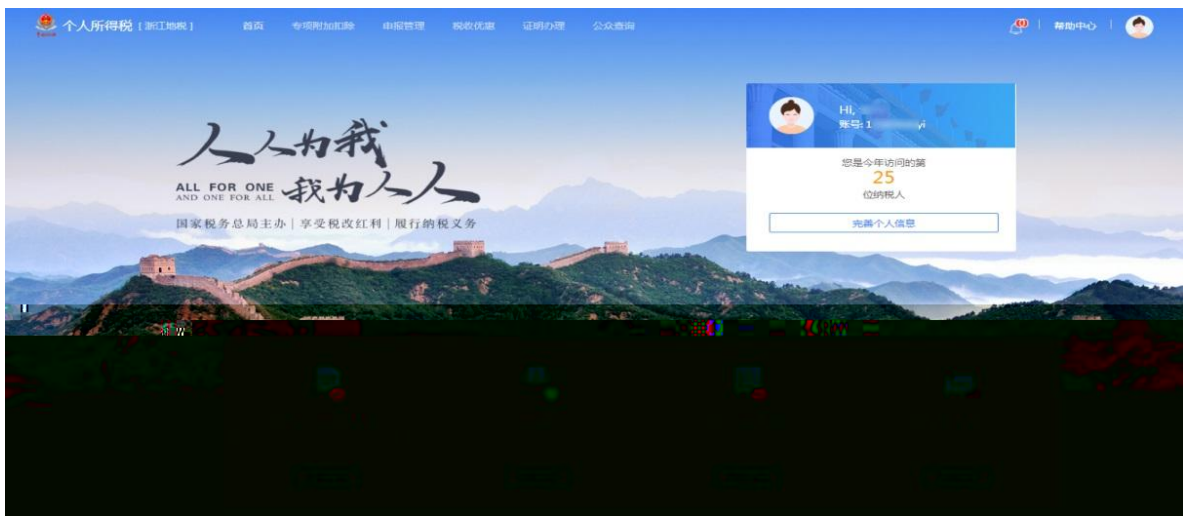 个人所得税 [ 浙江地税 ] 首页 专项附加扣除 申报管理 税收优惠 证明办理 公众查询 帮助中心
Hi,
账号: 1 yi
人人为我
ALL FOR ONE
AND ONE FOR ALL
我为人人
国家税务总局主办 | 享受税改红利 | 履行纳税义务
您是今年访问的第
25
位纳税人
完善个人信息